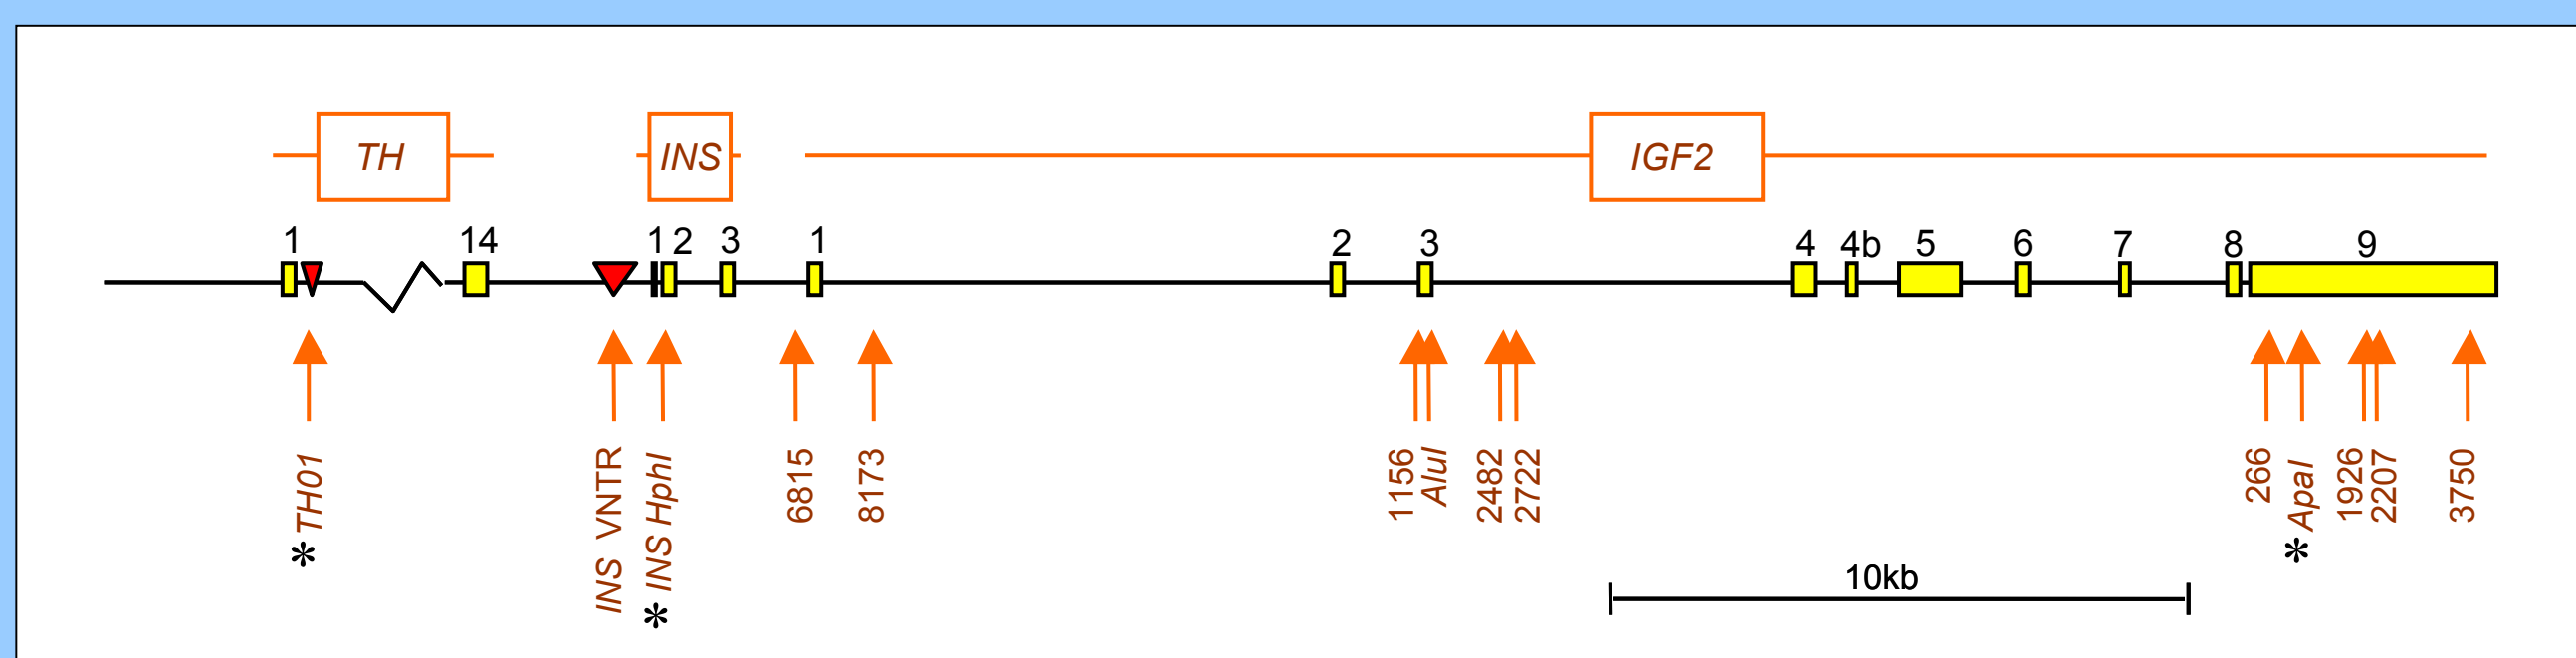 TH INS IGF2
1 14 1 2 3 1 2 3 4 4b 5 6 7 8 9
* TH01
INS VNTR
* INS HphI
6815
8173
1156
AluI
2482
2722
266
* ApaI
1926
2207
3750
10kb